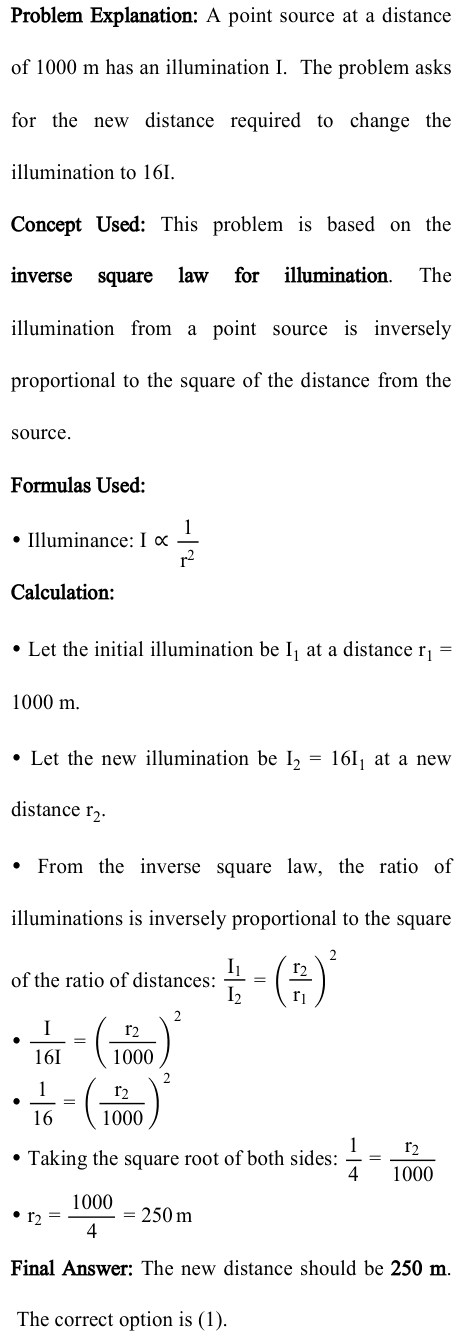 Problem Explanation: A point source at a distance
of 1000 m has an illumination I. The problem asks
for the new distance required to change the
illumination to 16I.
Concept Used: This problem is based on the
inverse square law for illumination. The
illumination from a point source is inversely
proportional to the square of the distance from the
source.
Formulas Used:
• Illuminance: I ∝ 1/r²
Calculation:
• Let the initial illumination be I₁ at a distance r₁ =
1000 m.
• Let the new illumination be I₂ = 16I₁ at a new
distance r₂.
• From the inverse square law, the ratio of
illuminations is inversely proportional to the square
of the ratio of distances: I₁/I₂ = (r₂/r₁)²
• I/16I = (r₂/1000)²
• 1/16 = (r₂/1000)²
• Taking the square root of both sides: 1/4 = r₂/1000
• r₂ = 1000/4 = 250 m
Final Answer: The new distance should be 250 m.
The correct option is (1).